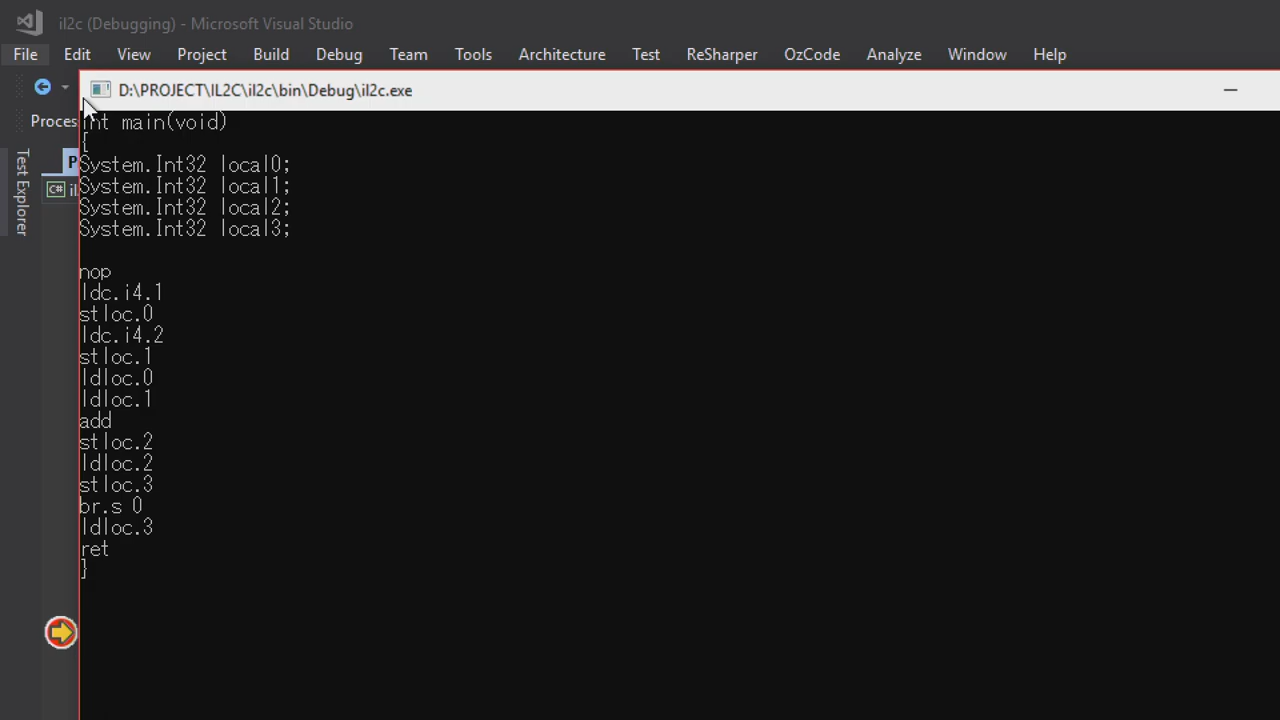 il2c (Debugging) - Microsoft Visual Studio
File Edit View Project Build Debug Team Tools Architecture Test ReSharper OzCode Analyze Window Help
D:\PROJECT\IL2C\il2c\bin\Debug\il2c.exe
Proces
Test Explorer
P
C# il
int main(void)
{
System.Int32 local0;
System.Int32 local1;
System.Int32 local2;
System.Int32 local3;
nop
ldc.i4.1
stloc.0
ldc.i4.2
stloc.1
ldloc.0
ldloc.1
add
stloc.2
ldloc.2
stloc.3
br.s 0
ldloc.3
ret
}